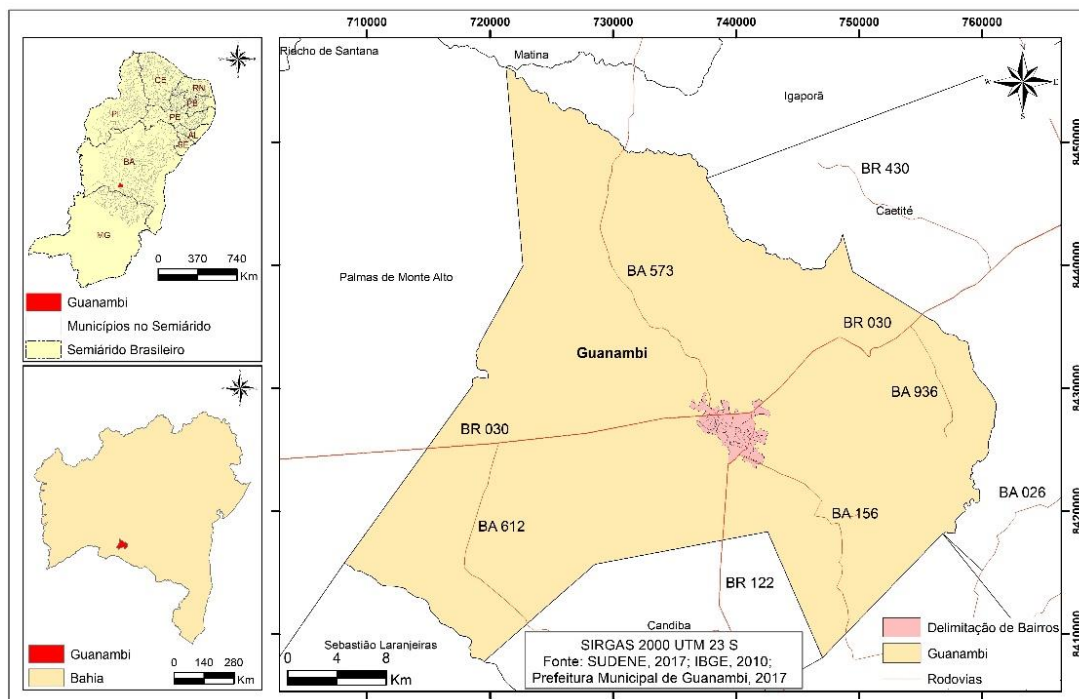 CE
RN
PB
PI
PE
AL
SE
BA
MG
0 370 740
Km
Guanambi
Municípios no Semiárido
Semiárido Brasileiro
0 140 280
Km
Guanambi
Bahia
710000
720000
730000
740000
750000
760000
Riacho de Santana
Matina
Igaporã
N
W
E
S
8450000
BR 430
Caetité
BA 573
Palmas de Monte Alto
8440000
BR 030
Guanambi
8430000
BA 936
BR 030
BA 026
8420000
BA 612
BA 156
BR 122
Candiba
8410000
Sebastião Laranjeiras
0 4 8
Km
SIRGAS 2000 UTM 23 S
Fonte: SUDENE, 2017; IBGE, 2010;
Prefeitura Municipal de Guanambi, 2017
Delimitação de Bairros
Guanambi
Rodovias